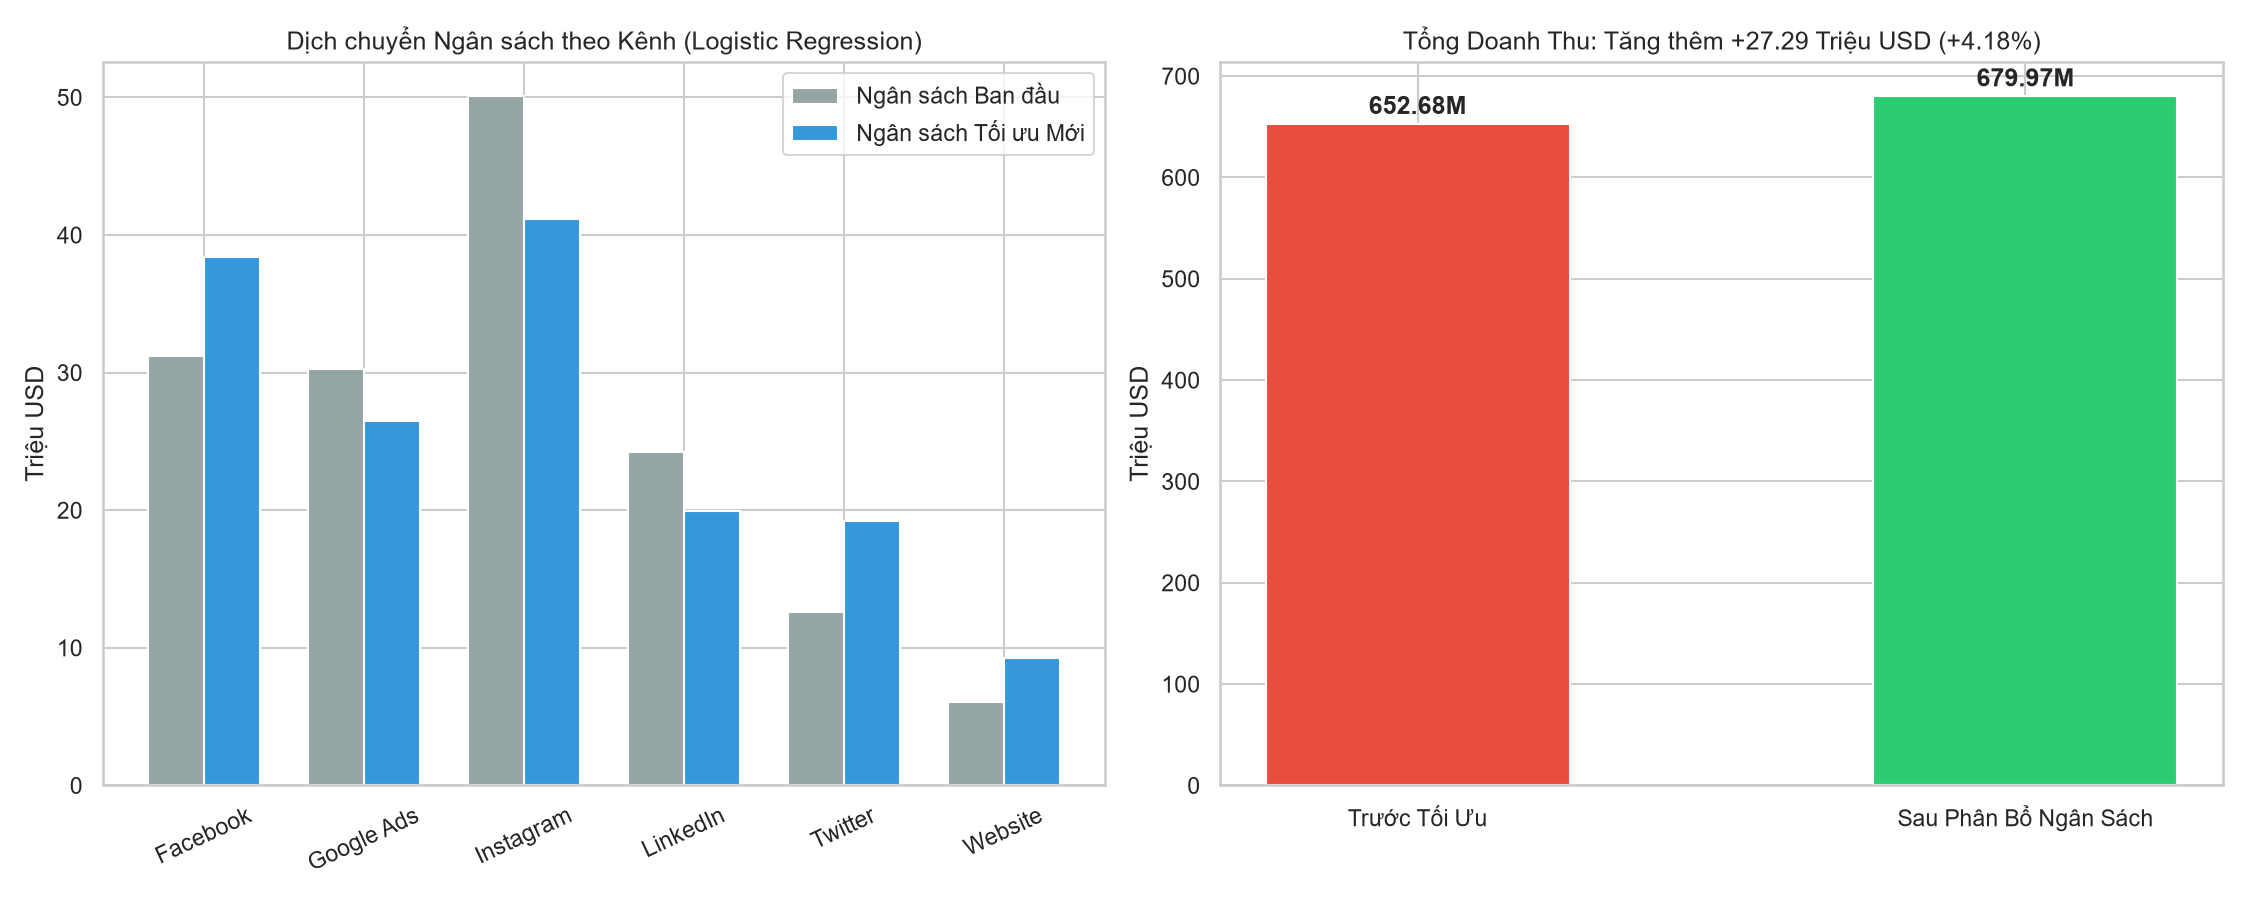 Dịch chuyển Ngân sách theo Kênh (Logistic Regression)
Ngân sách Ban đầu
Ngân sách Tối ưu Mới
Triệu USD
50
40
30
20
10
0
Facebook
Google Ads
Instagram
LinkedIn
Twitter
Website
Tổng Doanh Thu: Tăng thêm +27.29 Triệu USD (+4.18%)
652.68M
679.97M
Triệu USD
700
600
500
400
300
200
100
0
Trước Tối Ưu
Sau Phân Bổ Ngân Sách